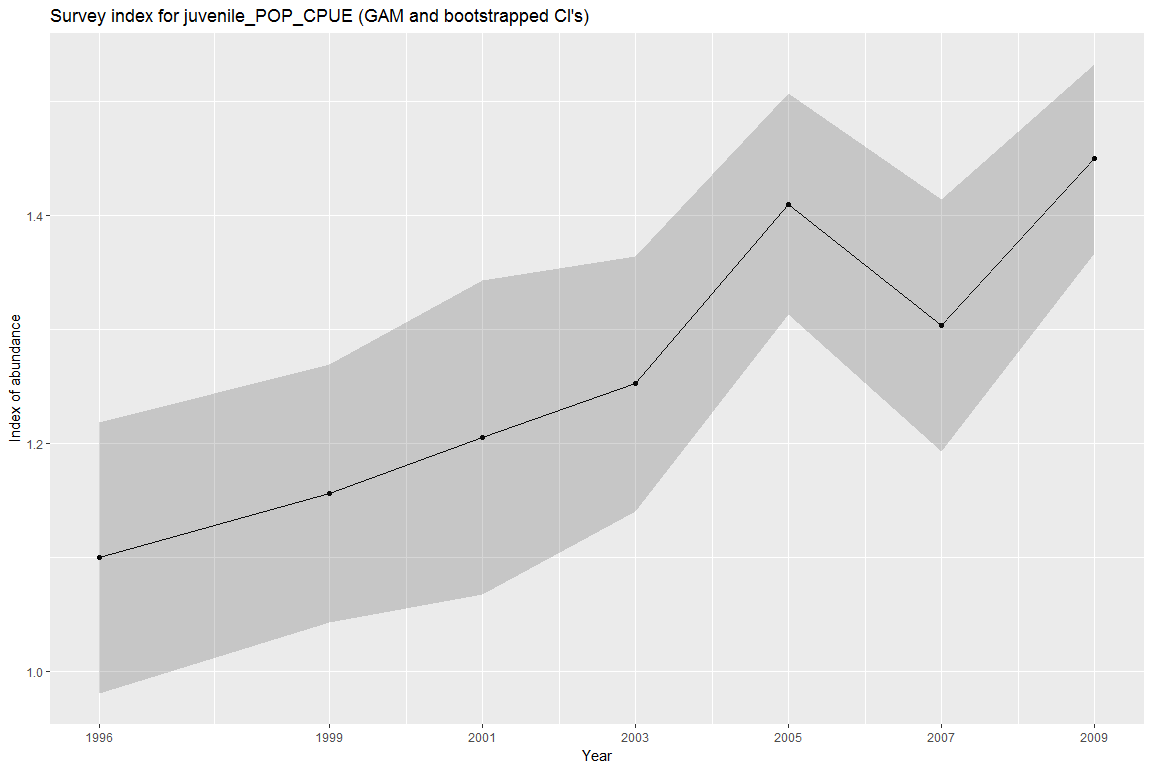 Survey index for juvenile_POP_CPUE (GAM and bootstrapped CI's)
Index of abundance
1.4
1.2
1.0
1996 1999 2001 2003 2005 2007 2009
Year